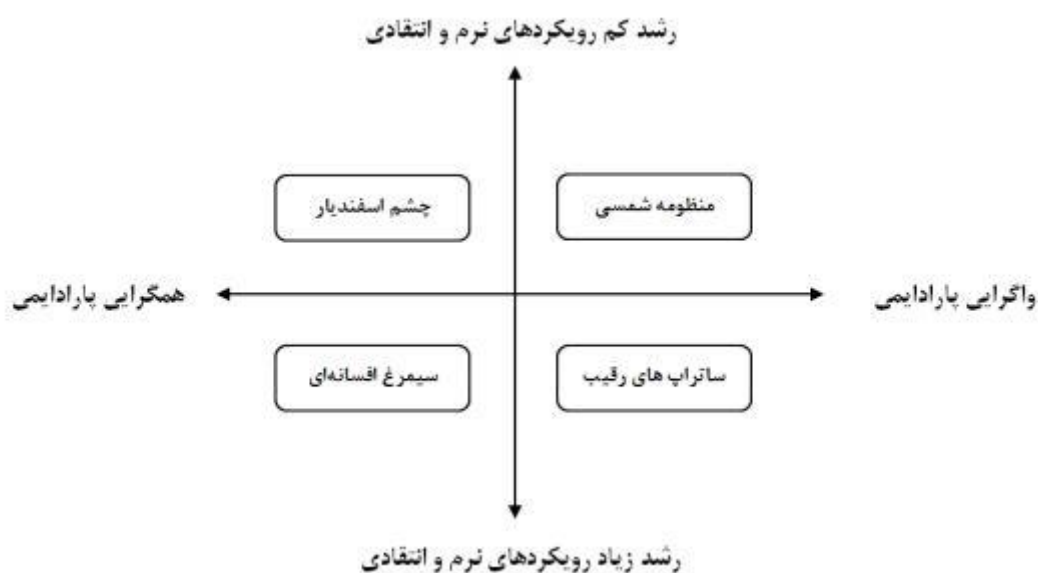 رشد کم رویکردهای نرم و انتقادی
منظومه شمسی
چشم اسفندیار
واگرایی پارادایمی
همگرایی پارادایمی
ساتراپ های رقیب
سیمرغ افسانه‌ای
رشد زیاد رویکردهای نرم و انتقادی